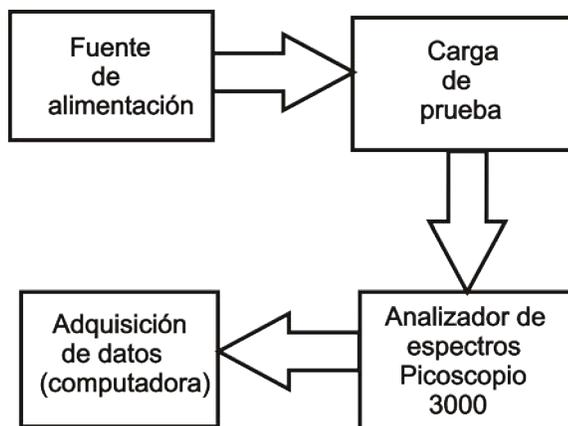 Fuente
de
alimentación
Carga
de
prueba
Analizador de
espectros
Picoscopio
3000
Adquisición
de datos
(computadora)